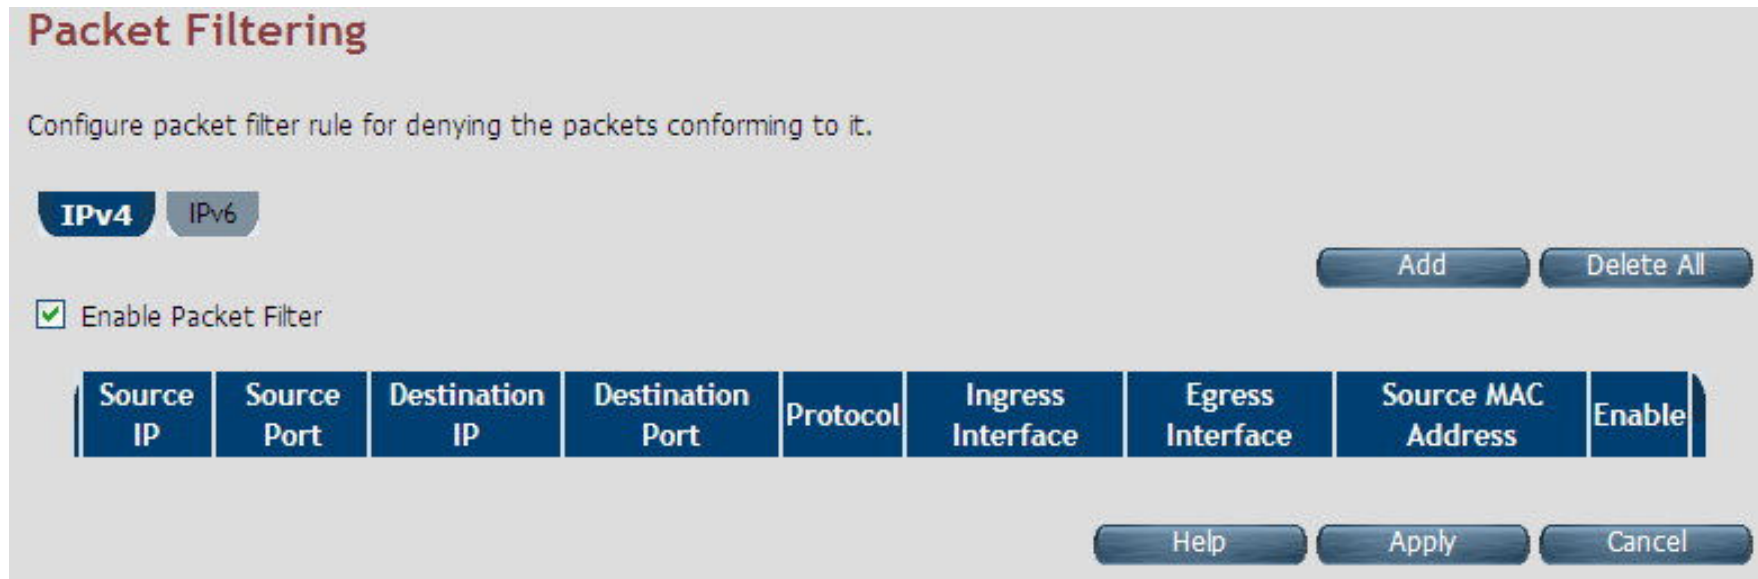 Packet Filtering
Configure packet filter rule for denying the packets conforming to it.
IPv4 IPv6
Add Delete All
Enable Packet Filter
Source IP Source Port Destination IP Destination Port Protocol Ingress Interface Egress Interface Source MAC Address Enable
Help Apply Cancel